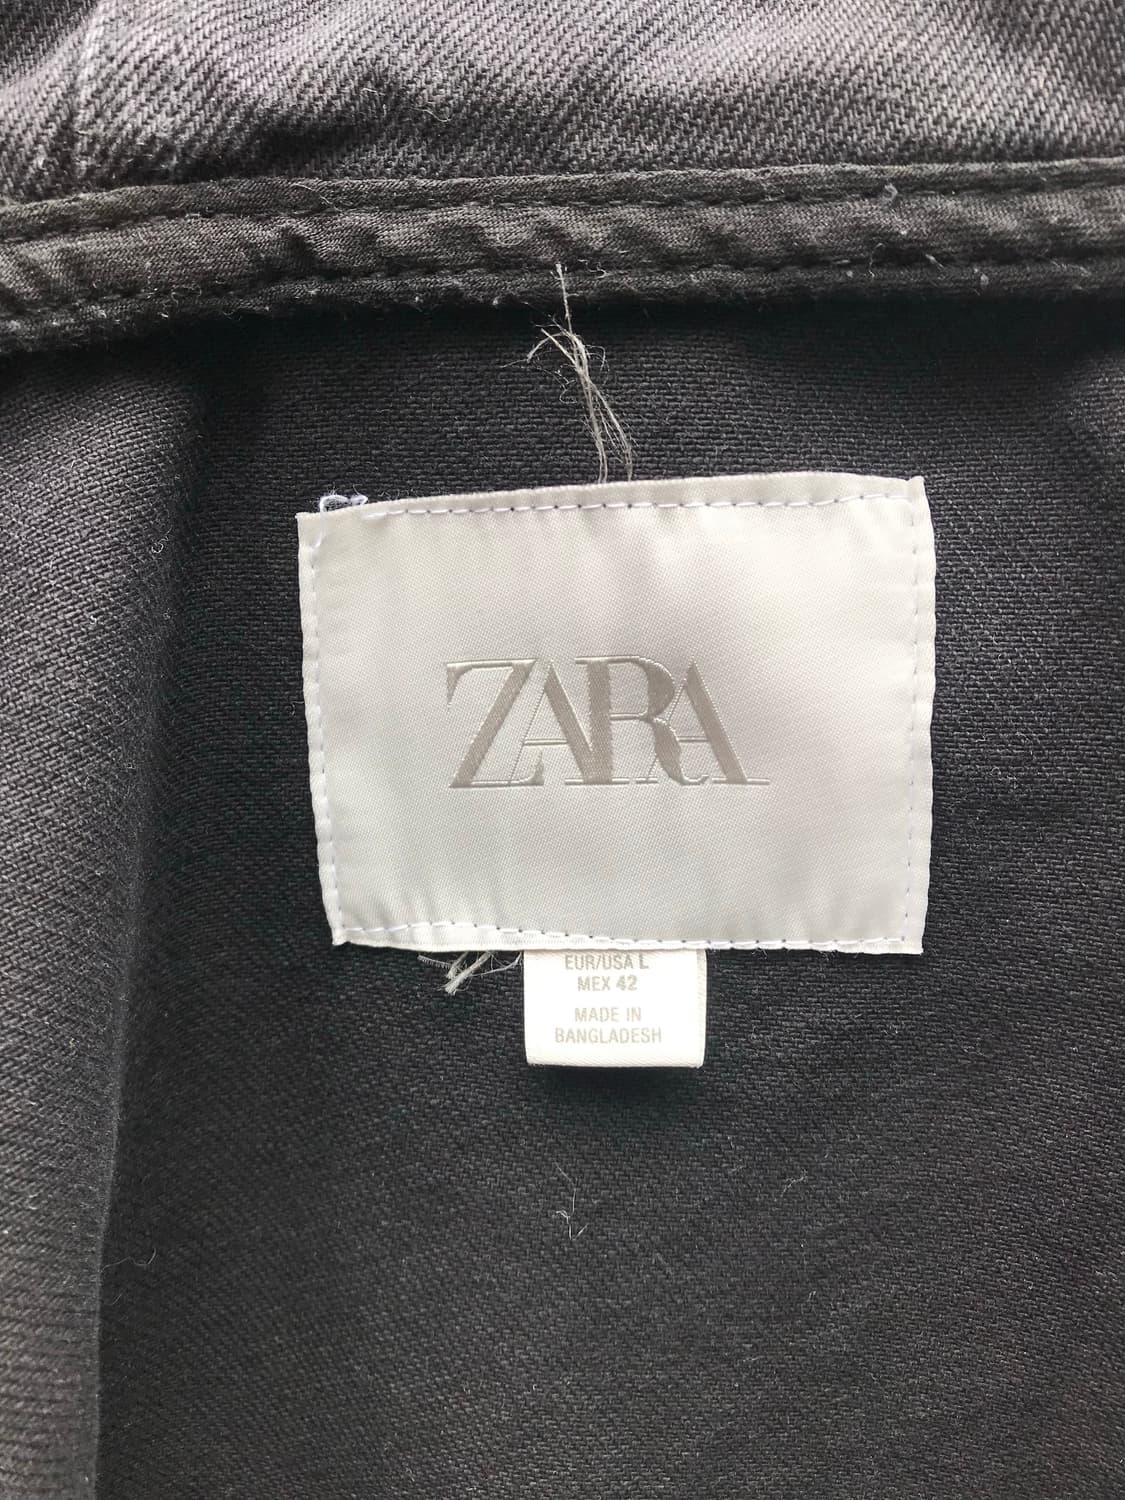 ZARA
EUR/USA L
MEX 42
MADE IN
BANGLADESH